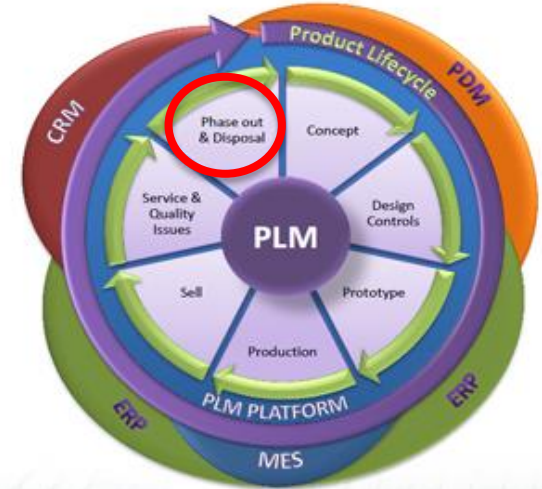 Product Lifecycle
PDM
CRM
Phase out
& Disposal
Concept
Service &
Quality
Issues
PLM
Design
Controls
Sell
Prototype
Production
PLM PLATFORM
ERP
ERP
MES